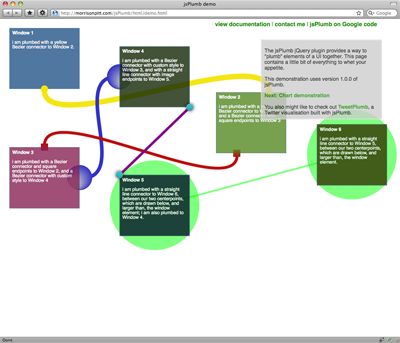 jsPlumb demo
http://morrisonpitt.com/jsPlumb/html/demo.html
Google
view documentation | contact me | jsPlumb on Google code
Window 1
I am plumbed with a yellow
Bezier connector to Window 2.
Window 4
I am plumbed with a Bezier
connector with custom style to
Window 3, and with a straight
line connector with image
endpoints to Window 5.
The jsPlumb jQuery plugin provides a way to
"plumb" elements of a UI together. This page
contains a little bit of everything to whet your
appetite.
This demonstration uses version 1.0.0 of
jsPlumb.
Next: Chart demonstration
You also might like to check out TweetPlumb, a
Twitter visualisation built with jsPlumb.
Window 2
I am plumbed with a
and a Bezier
square endpoints to Window 3
Window 3
I am plumbed with a Bezier
connector and square
endpoints to Window 2, and a
Bezier connector with custom
style to Window 4
Window 5
I am plumbed with a straight
line connector to Window 6,
between our two centerpoints,
which are drawn below, and
larger than, the window
element; I am also plumbed to
Window 4.
Window 6
I am plumbed with a straight
line connector to Window 5,
between our two centerpoints,
which are drawn below, and
larger than, the window
element.
Done